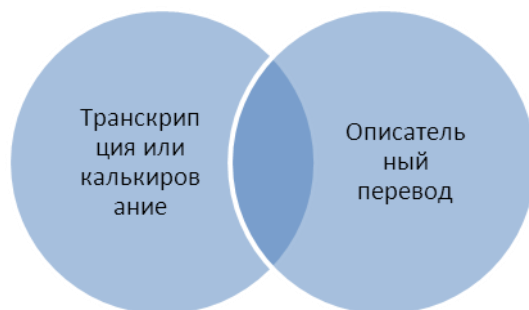 Транскрип
ция или
калькиров
ание
Описатель
ный
перевод